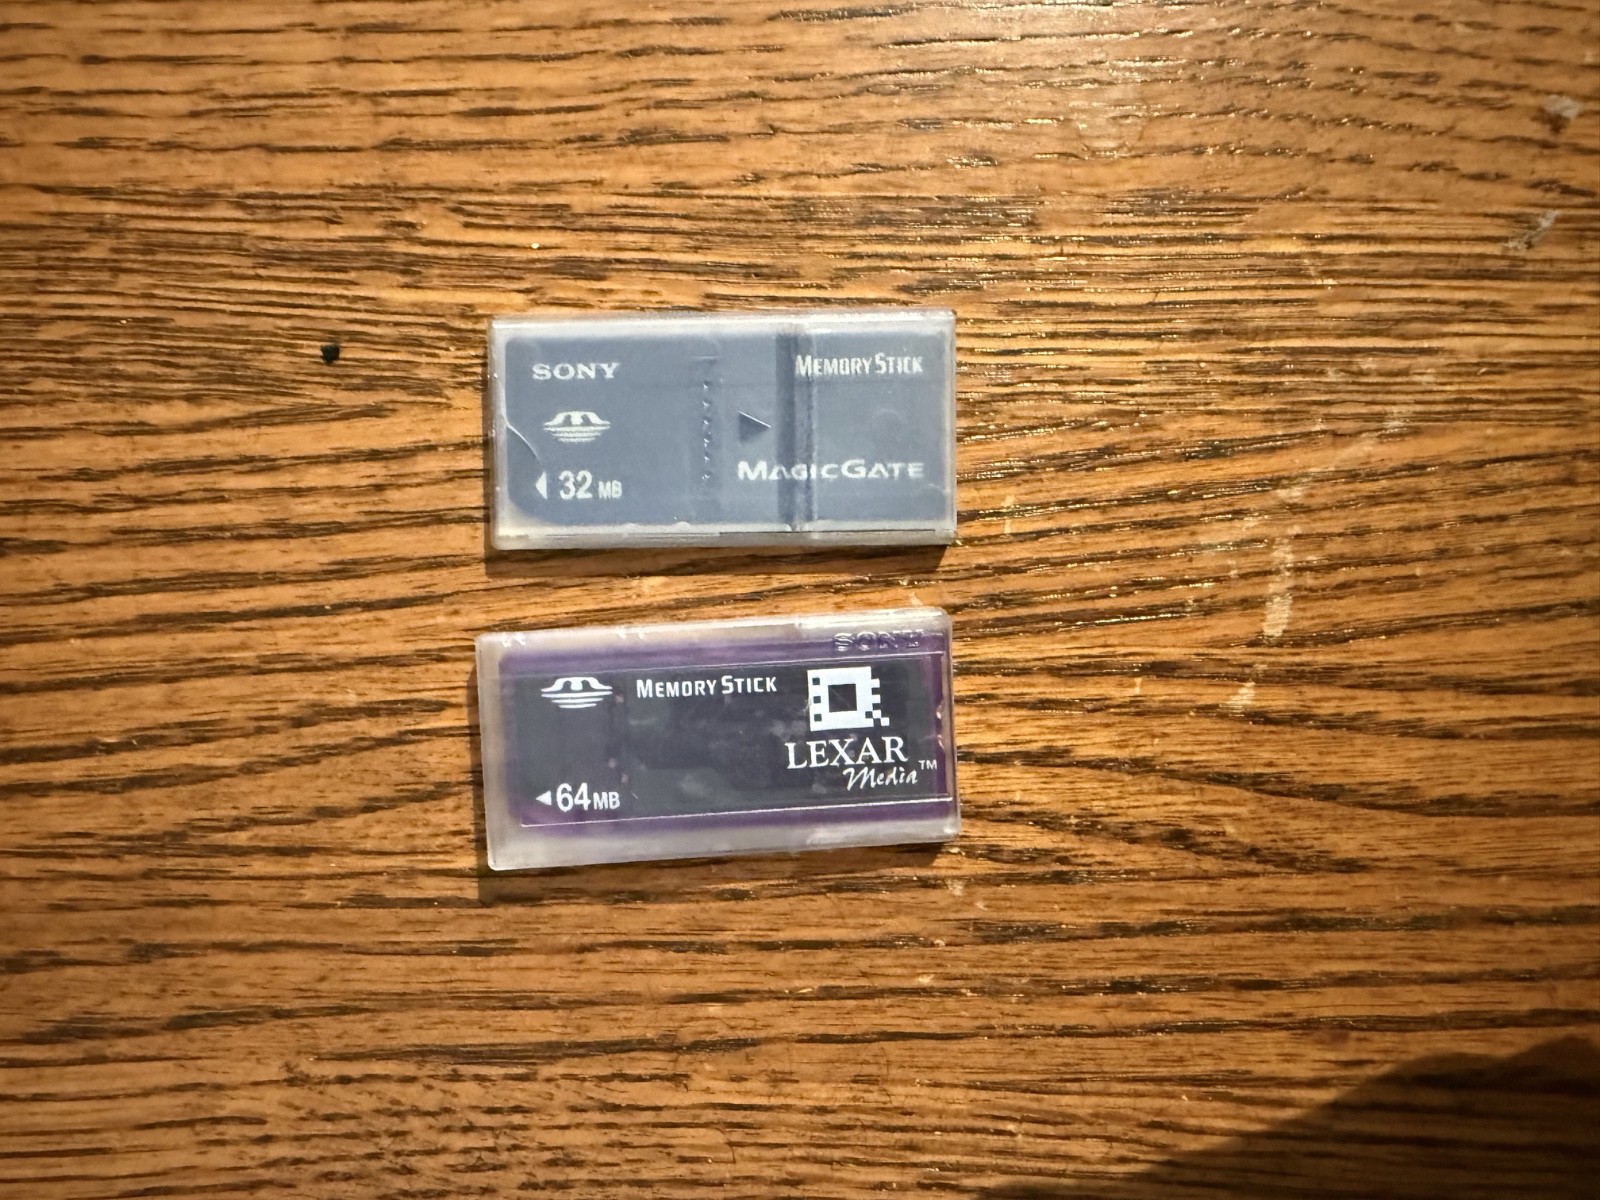 SONY
MEMORY STICK
◀ 32 MB
MAGICGATE
SONY
MEMORY STICK
LEXAR
Media™
◀64MB